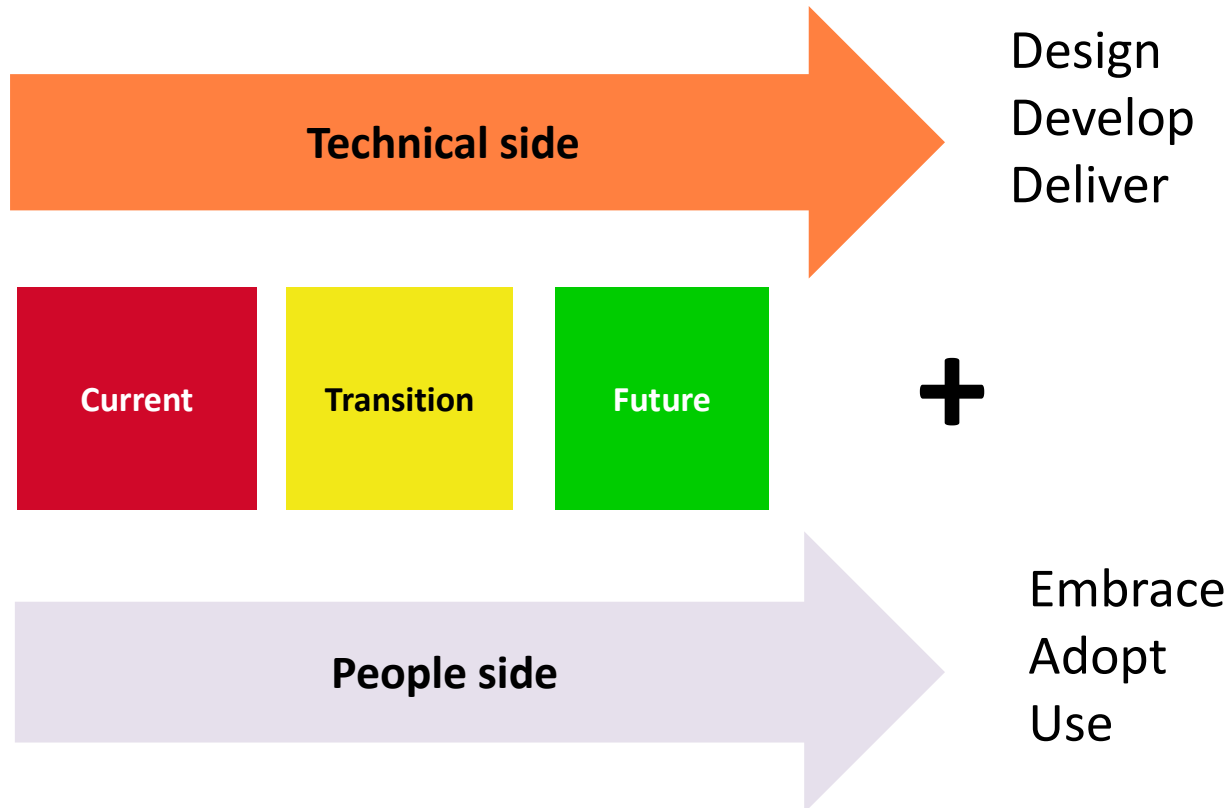 Technical side
Design
Develop
Deliver
Current
Transition
Future
+
People side
Embrace
Adopt
Use